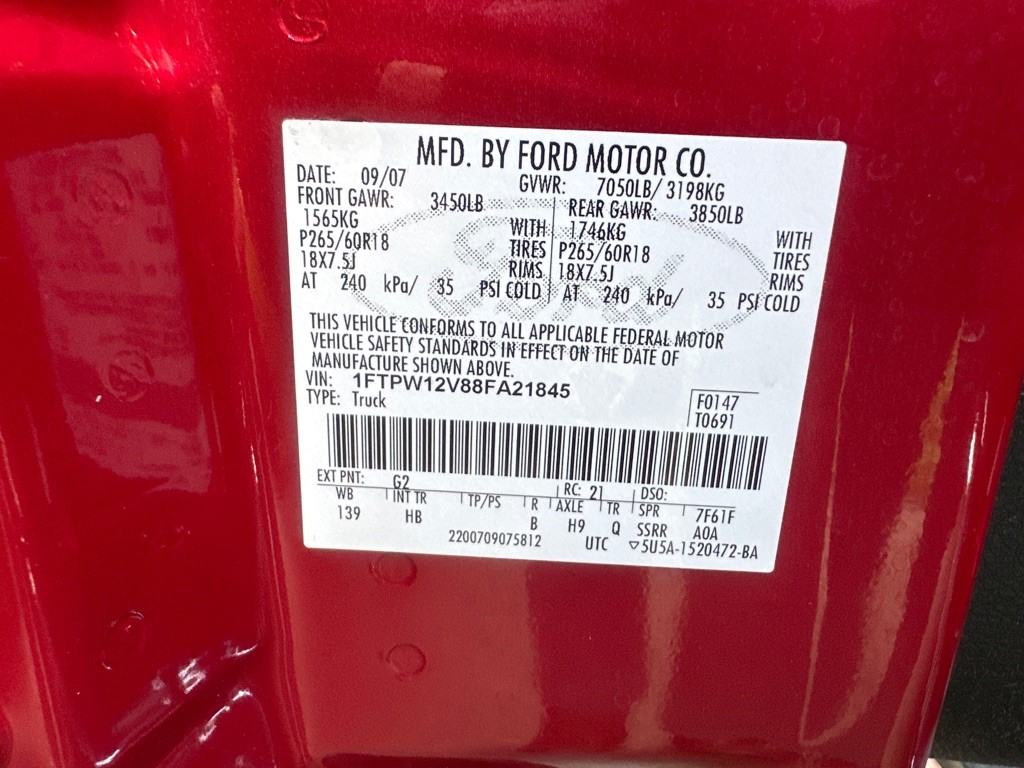 MFD. BY FORD MOTOR CO.
DATE: 09/07 GVWR: 7050LB/ 3198KG
FRONT GAWR: 3450LB REAR GAWR: 3850LB
1565KG WITH 1746KG WITH
P265/60R18 TIRES P265/60R18 TIRES
18X7.5J RIMS 18X7.5J RIMS
AT 240 kPa/ 35 PSI COLD AT 240 kPa/ 35 PSI COLD
Ford
THIS VEHICLE CONFORMS TO ALL APPLICABLE FEDERAL MOTOR
VEHICLE SAFETY STANDARDS IN EFFECT ON THE DATE OF
MANUFACTURE SHOWN ABOVE.
VIN: 1FTPW12V88FA21845
TYPE: Truck
F0147
T0691
EXT PNT: G2 RC: 21 DSO:
WB INT TR TP/PS R AXLE TR SPR 7F61F
139 HB B H9 Q SSRR A0A
2200709075812 UTC ▽5U5A-1520472-BA